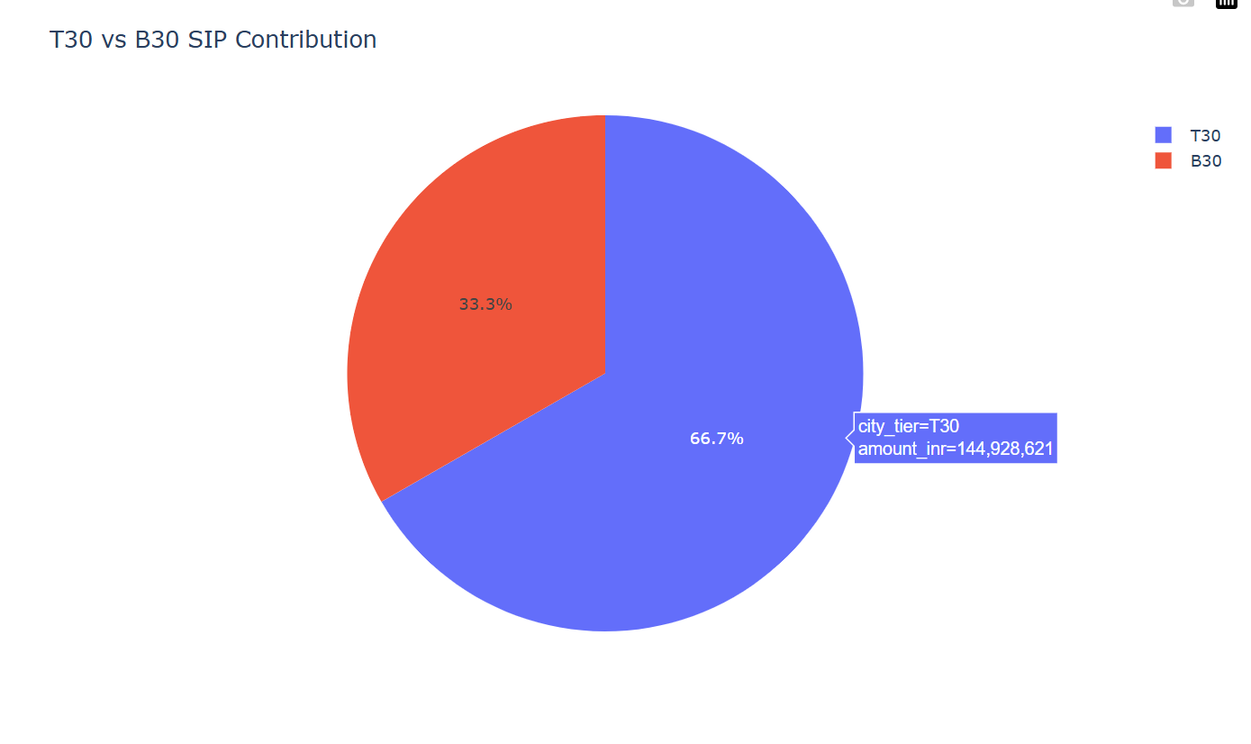 T30 vs B30 SIP Contribution
T30
B30
33.3%
66.7%
city_tier=T30
amount_inr=144,928,621